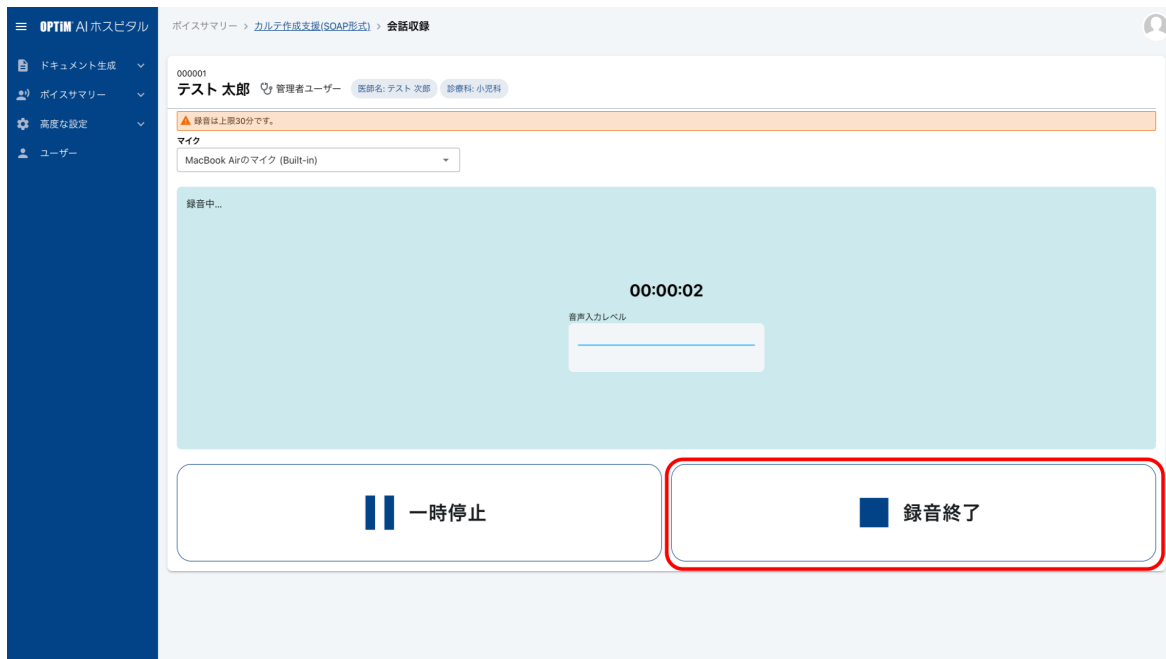 OPTiM AI ホスピタル
ボイスサマリー > カルテ作成支援(SOAP形式) > 会話収録
ドキュメント生成
ボイスサマリー
高度な設定
ユーザー
000001
テスト 太郎 管理者ユーザー 医師名: テスト 次郎 診療科: 小児科
録音は上限30分です。
マイク
MacBook Airのマイク (Built-in)
録音中...
00:00:02
音声入力レベル
一時停止
録音終了